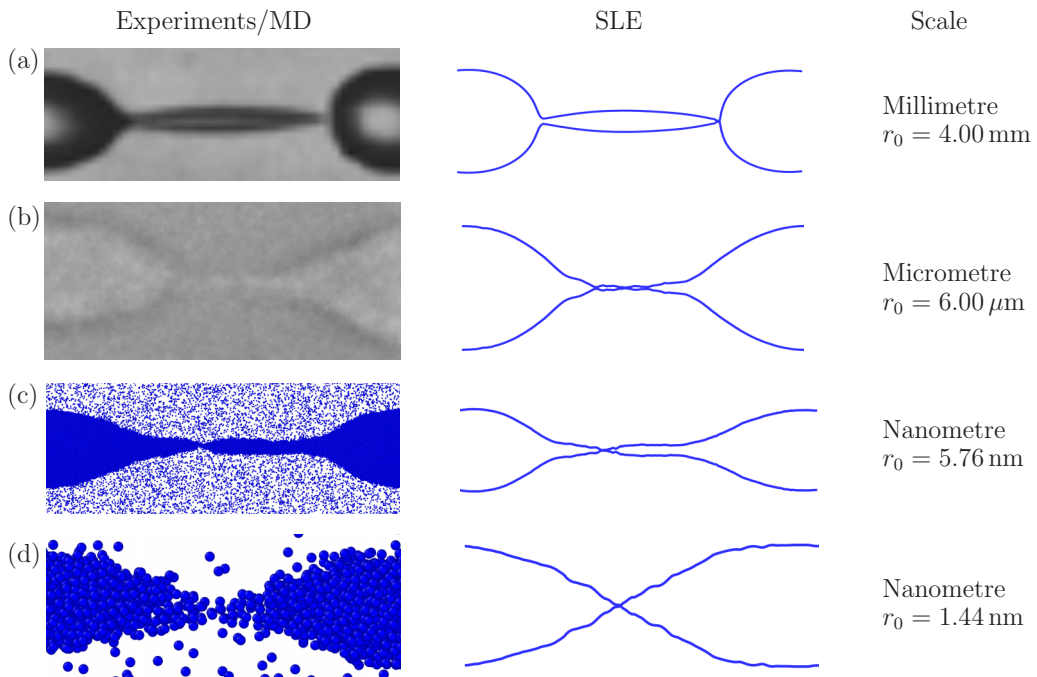 Experiments/MD SLE Scale
(a)
Millimetre
r₀ = 4.00 mm
(b)
Micrometre
r₀ = 6.00 μm
(c)
Nanometre
r₀ = 5.76 nm
(d)
Nanometre
r₀ = 1.44 nm